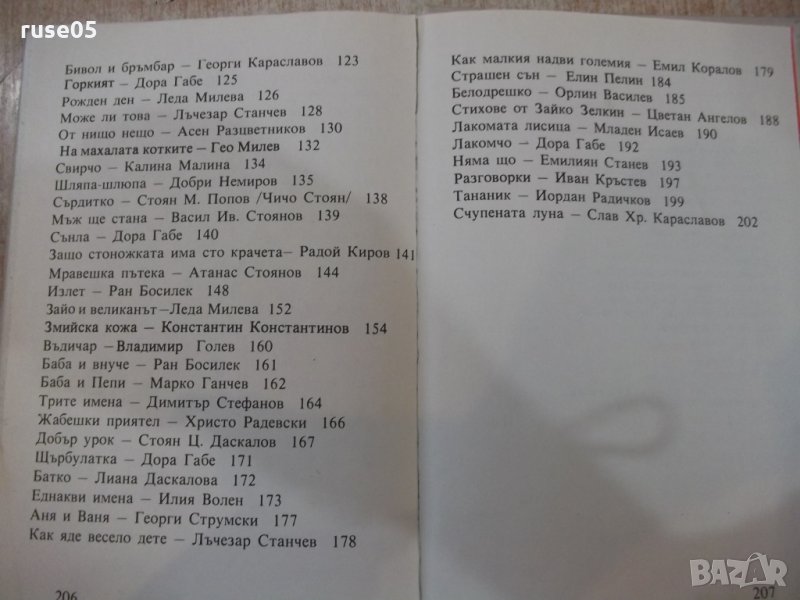 ruse05
Бивол и бръмбар — Георги Караславов 123
Горкият — Дора Габе 125
Рожден ден — Леда Милева 126
Може ли това — Лъчезар Станчев 128
От нищо нещо — Асен Разцветников 130
На махалата котките — Гео Милев 132
Свирчо — Калина Малина 134
Шляпа-шлюпа — Добри Немиров 135
Сърдитко — Стоян М. Попов /Чичо Стоян/ 138
Мъж ще стана — Васил Ив. Стоянов 139
Сънла — Дора Габе 140
Защо стоножката има сто крачета— Радой Киров 141
Мравешка пътека — Атанас Стоянов 144
Излет — Ран Босилек 148
Зайо и великанът —Леда Милева 152
Змийска кожа — Константин Константинов 154
Въдичар —Владимир Голев 160
Баба и внуче — Ран Босилек 161
Баба и Пепи — Марко Ганчев 162
Трите имена — Димитър Стефанов 164
Жабешки приятел — Христо Радевски 166
Добър урок — Стоян Ц. Даскалов 167
Щърбулатка — Дора Габе 171
Батко — Лиана Даскалова 172
Еднакви имена — Илия Волен 173
Аня и Ваня — Георги Струмски 177
Как яде весело дете — Лъчезар Станчев 178
206
Как малкия надви големия — Емил Коралов 179
Страшен сън — Елин Пелин 184
Белодрешко — Орлин Василев 185
Стихове от Зайко Зелкин — Цветан Ангелов 188
Лакомата лисица — Младен Исаев 190
Лакомчо — Дора Габе 192
Няма що — Емилиян Станев 193
Разговорки — Иван Кръстев 197
Тананик — Йордан Радичков 199
Счупената луна — Слав Хр. Караславов 202
207
BAZAR